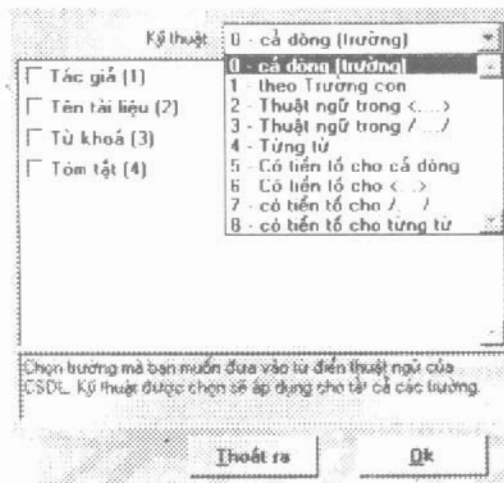 Kỹ thuật 0 - cả dòng (trường)
0 - cả dòng (trường)
1 - theo Trường con
2 - Thuật ngữ trong <....>
3 - Thuật ngữ trong /..../
4 - Từng từ
5 - Có tiền tố cho cả dòng
6 - Có tiền tố cho <...>
7 - có tiền tố cho /..../
8 - có tiền tố cho từng từ
Tác giả (1)
Tên tài liệu (2)
Từ khoá (3)
Tóm tắt (4)
Chọn trường mà bạn muốn đưa vào từ điển thuật ngữ của
CSDL. Kỹ thuật được chọn sẽ áp dụng cho tất cả các trường.
Thoát ra Ok